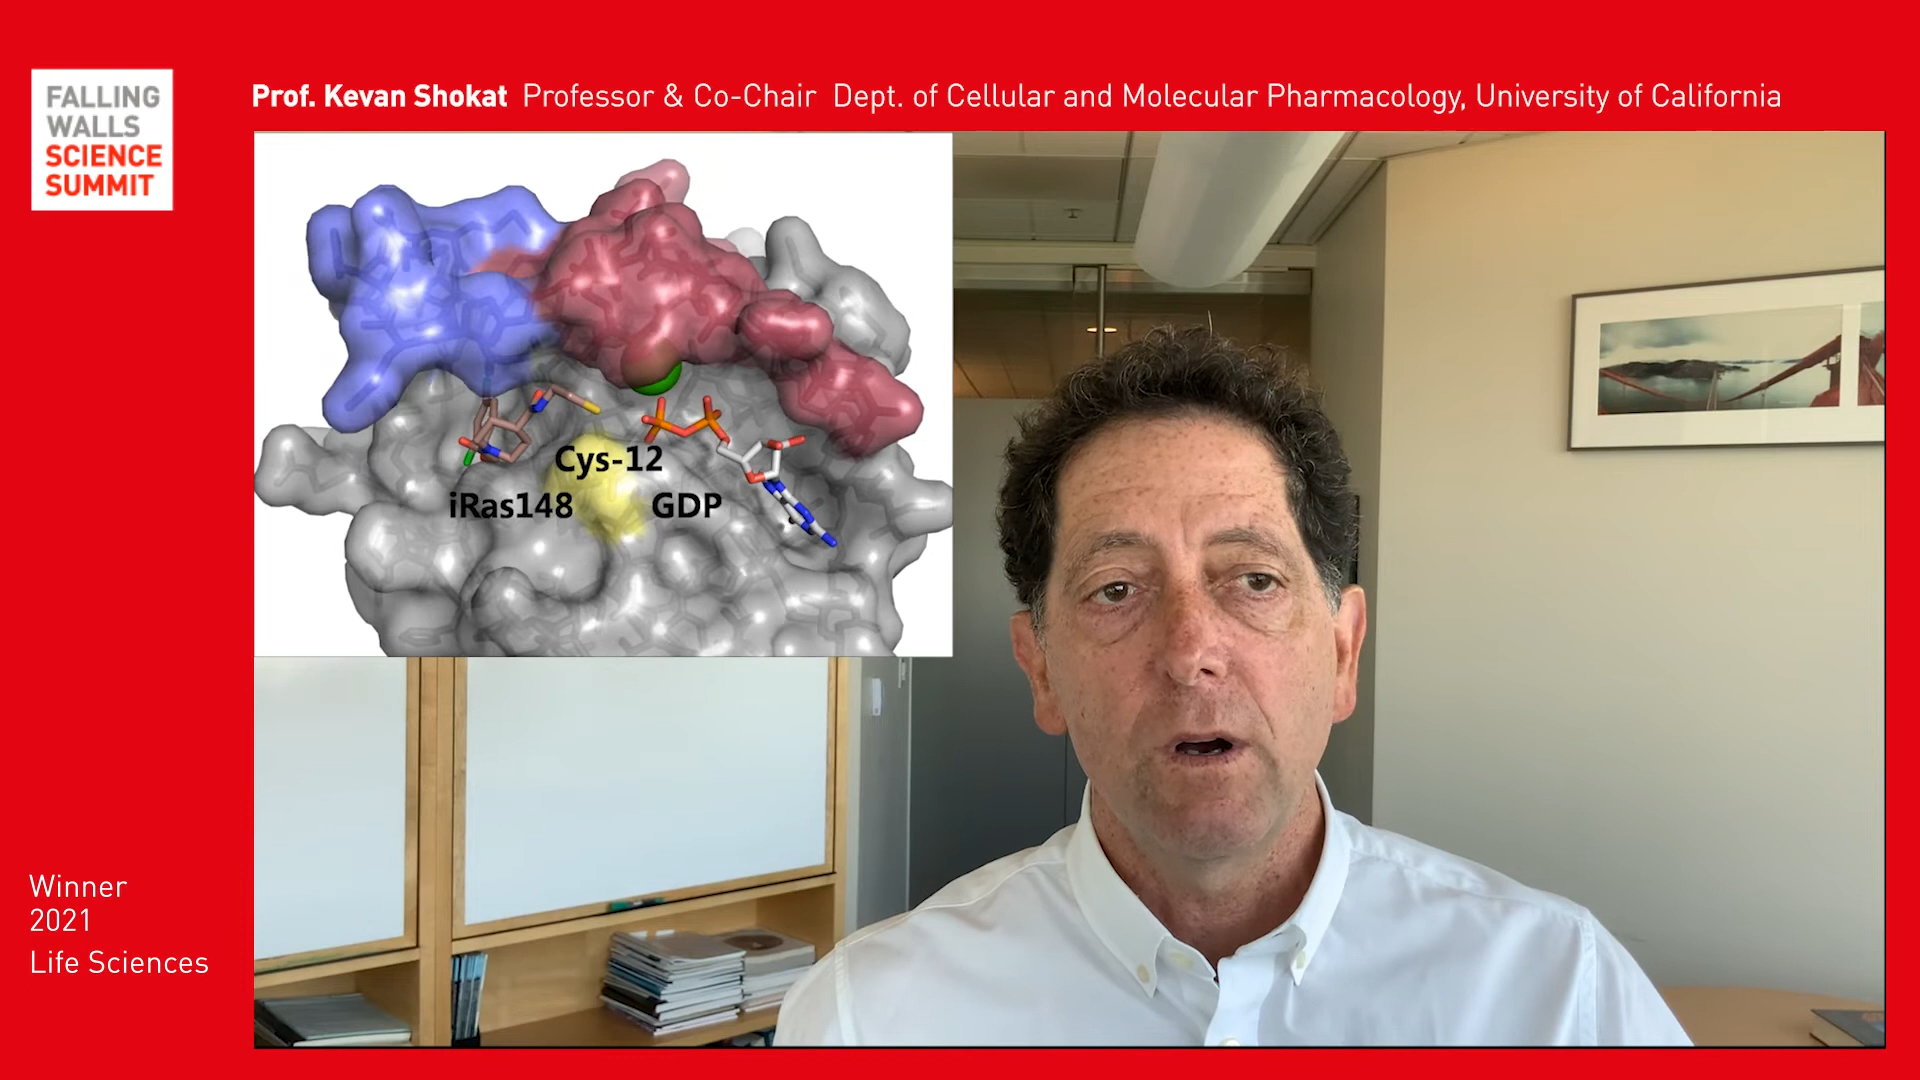 FALLING
WALLS
SCIENCE
SUMMIT
Prof. Kevan Shokat Professor & Co-Chair Dept. of Cellular and Molecular Pharmacology, University of California
Cys-12
iRas148 GDP
Winner
2021
Life Sciences